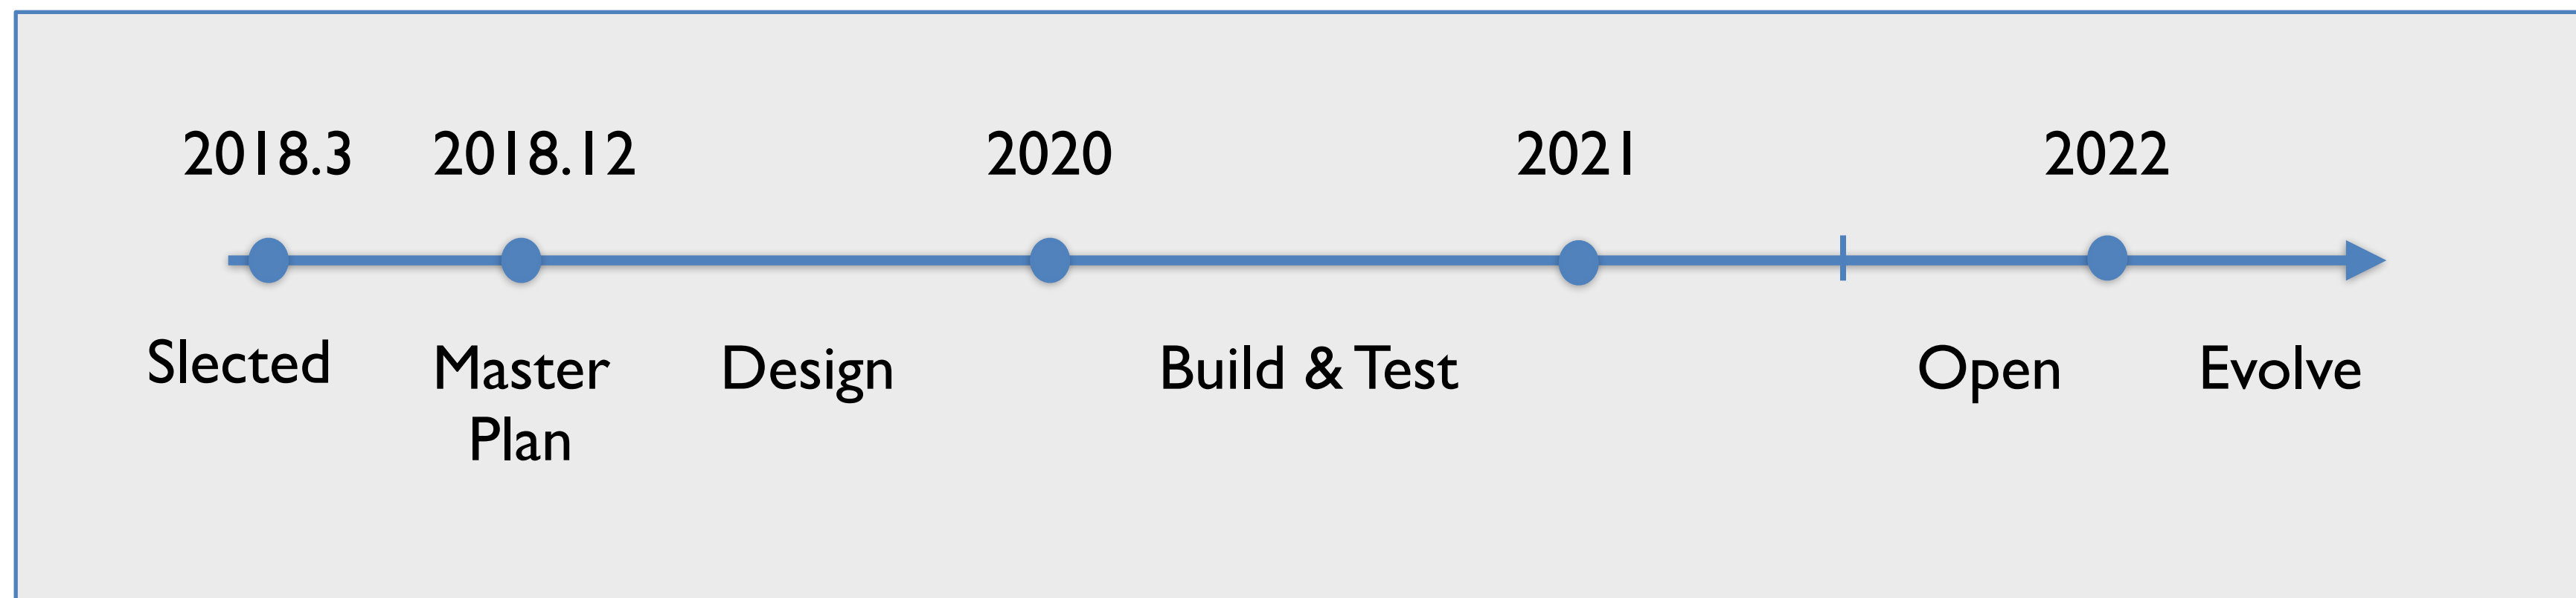 2018.3 2018.12 2020 2021 2022
Slected Master Design Build & Test Open Evolve
Plan